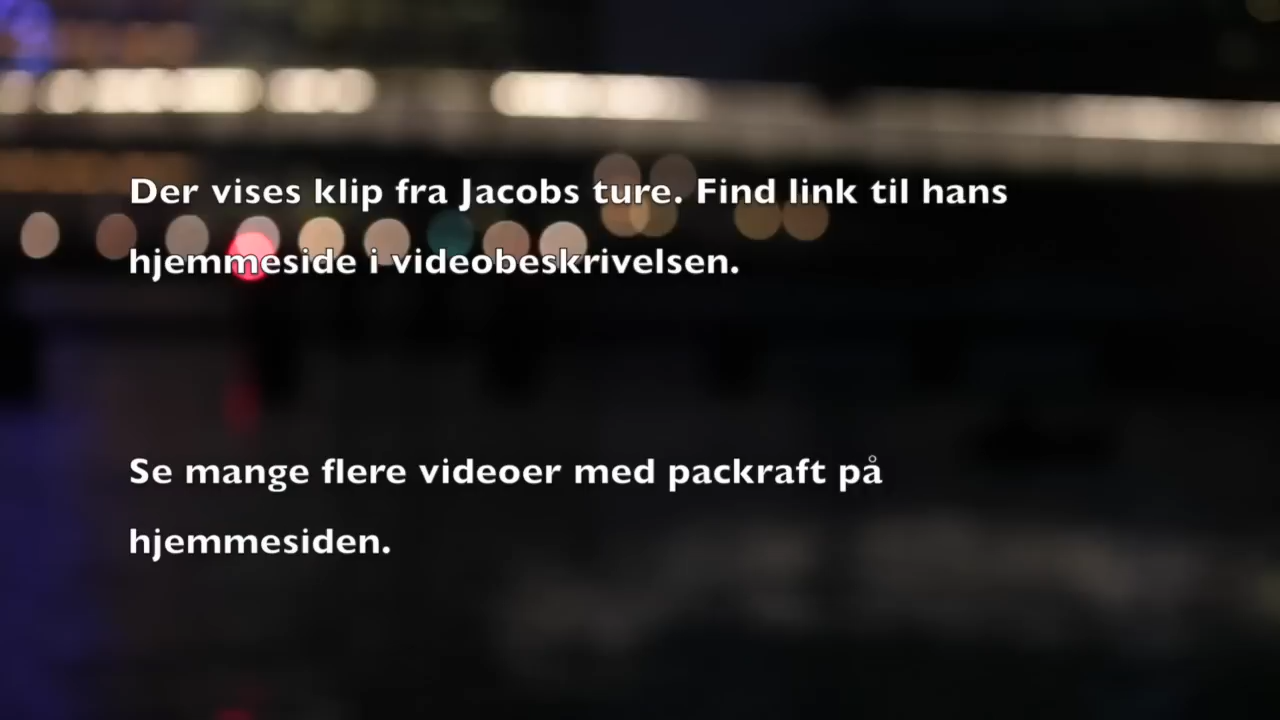 Der vises klip fra Jacobs ture. Find link til hans
hjemmeside i videobeskrivelsen.
Se mange flere videoer med packraft på
hjemmesiden.